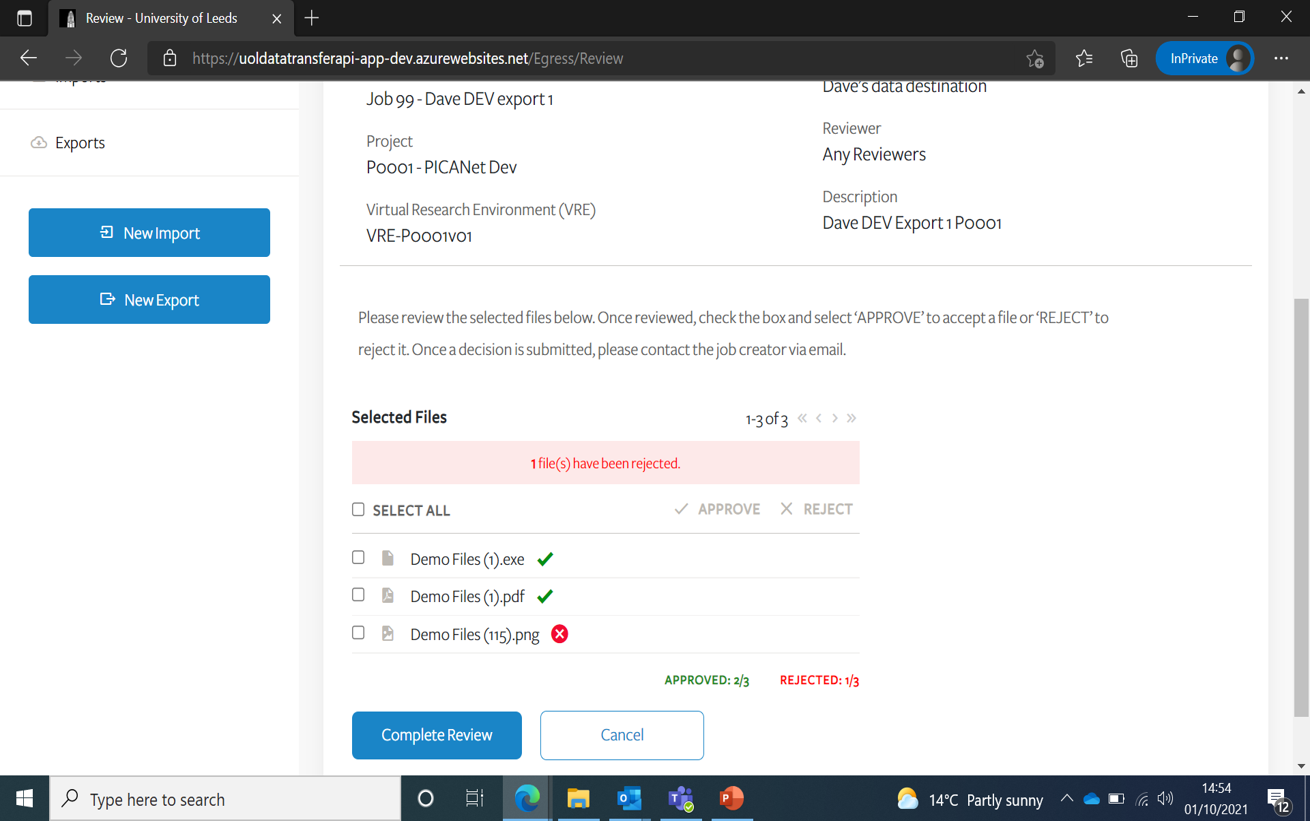 Review - University of Leeds
https://uoldatatransferapi-app-dev.azurewebsites.net/Egress/Review
InPrivate
Imports
Exports
New Import
New Export
Job 99 - Dave DEV export 1
Project
P0001 - PICANet Dev
Virtual Research Environment (VRE)
VRE-P0001V01
Dave's data destination
Reviewer
Any Reviewers
Description
Dave DEV Export 1 P0001
Please review the selected files below. Once reviewed, check the box and select 'APPROVE' to accept a file or 'REJECT' to
reject it. Once a decision is submitted, please contact the job creator via email.
Selected Files
1-3 of 3
1 file(s) have been rejected.
SELECT ALL
APPROVE
REJECT
Demo Files (1).exe
Demo Files (1).pdf
Demo Files (115).png
APPROVED: 2/3
REJECTED: 1/3
Complete Review
Cancel
Type here to search
14°C Partly sunny
14:54
01/10/2021
12